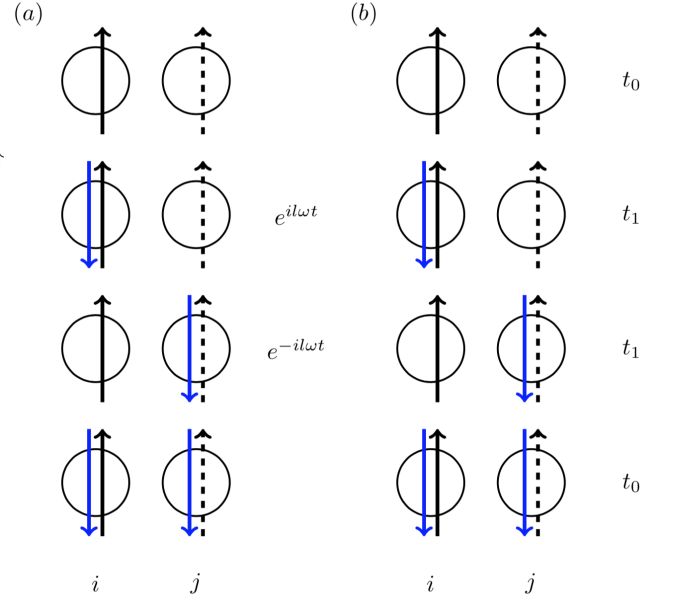 (a) (b)
t₀
e^{ilωt} t₁
e^{-ilωt} t₁
t₀
i j i j